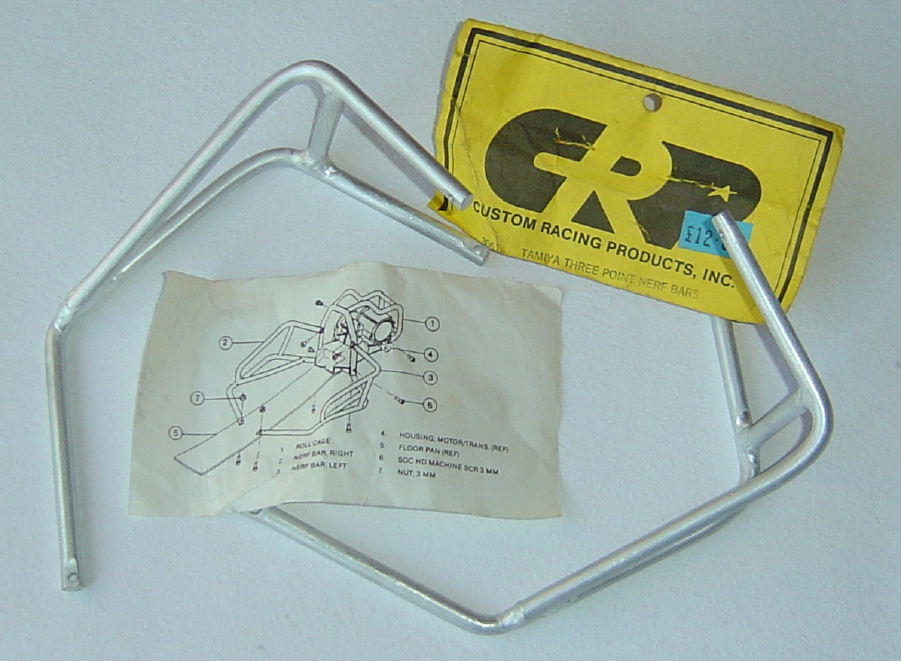 CRP
CUSTOM RACING PRODUCTS, INC.
TAMIYA THREE POINT NERF BARS
£12
1
2
4
3
7
6
5
1 ROLL CAGE
2 NERF BAR, RIGHT
3 NERF BAR, LEFT
4. HOUSING, MOTOR/TRANS. (REF)
5. FLOOR PAN (REF)
6 SOC HD MACHINE SCR 3 MM
7. NUT, 3 MM